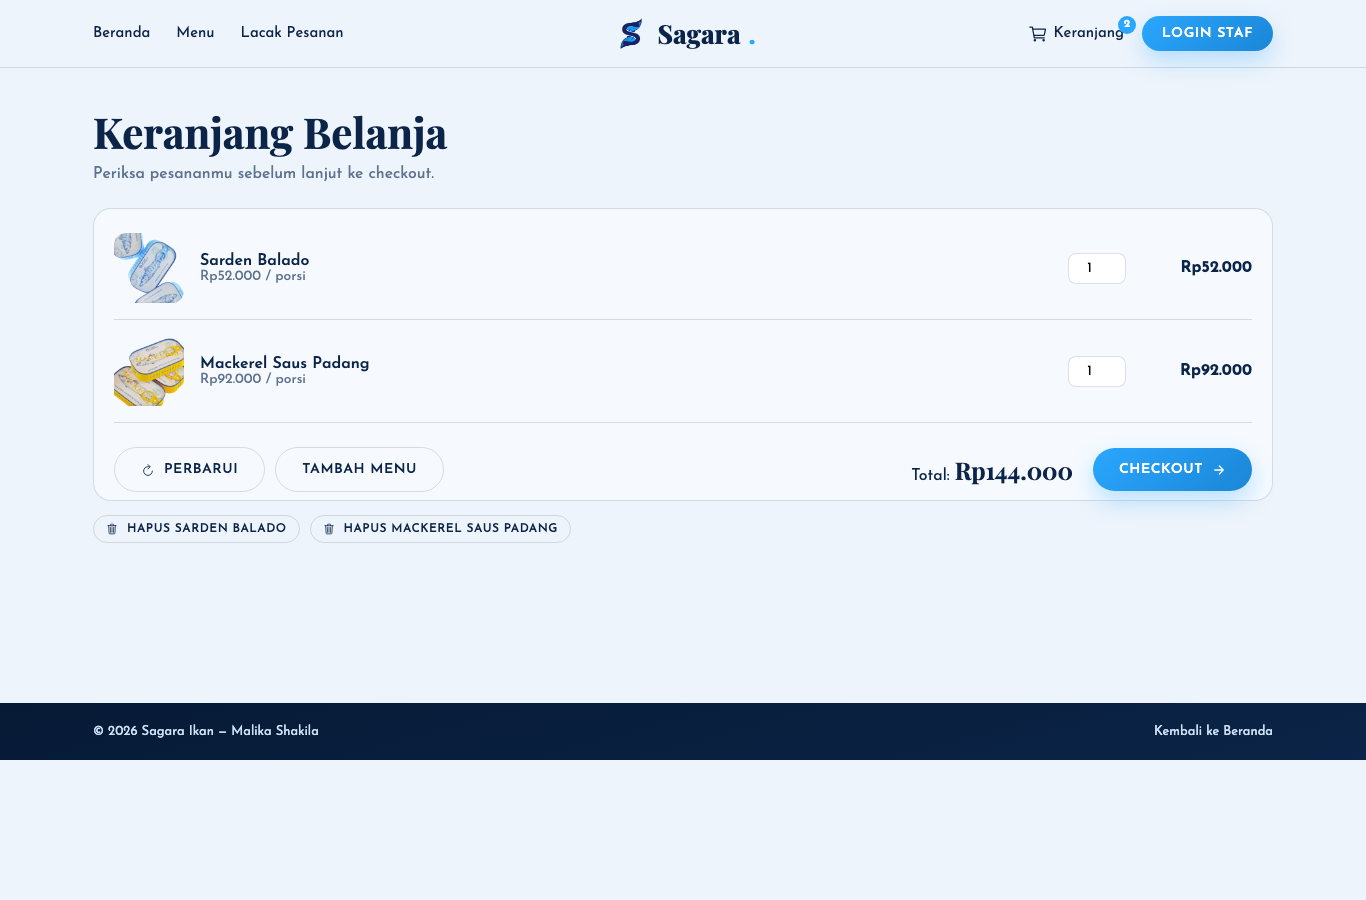 Beranda Menu Lacak Pesanan Sagara . Keranjang 2 LOGIN STAF
Keranjang Belanja
Periksa pesananmu sebelum lanjut ke checkout.
Sarden Balado
Rp52.000 / porsi
1 Rp52.000
Mackerel Saus Padang
Rp92.000 / porsi
1 Rp92.000
PERBARUI TAMBAH MENU Total: Rp144.000 CHECKOUT →
HAPUS SARDEN BALADO HAPUS MACKEREL SAUS PADANG
© 2026 Sagara Ikan — Malika Shakila Kembali ke Beranda